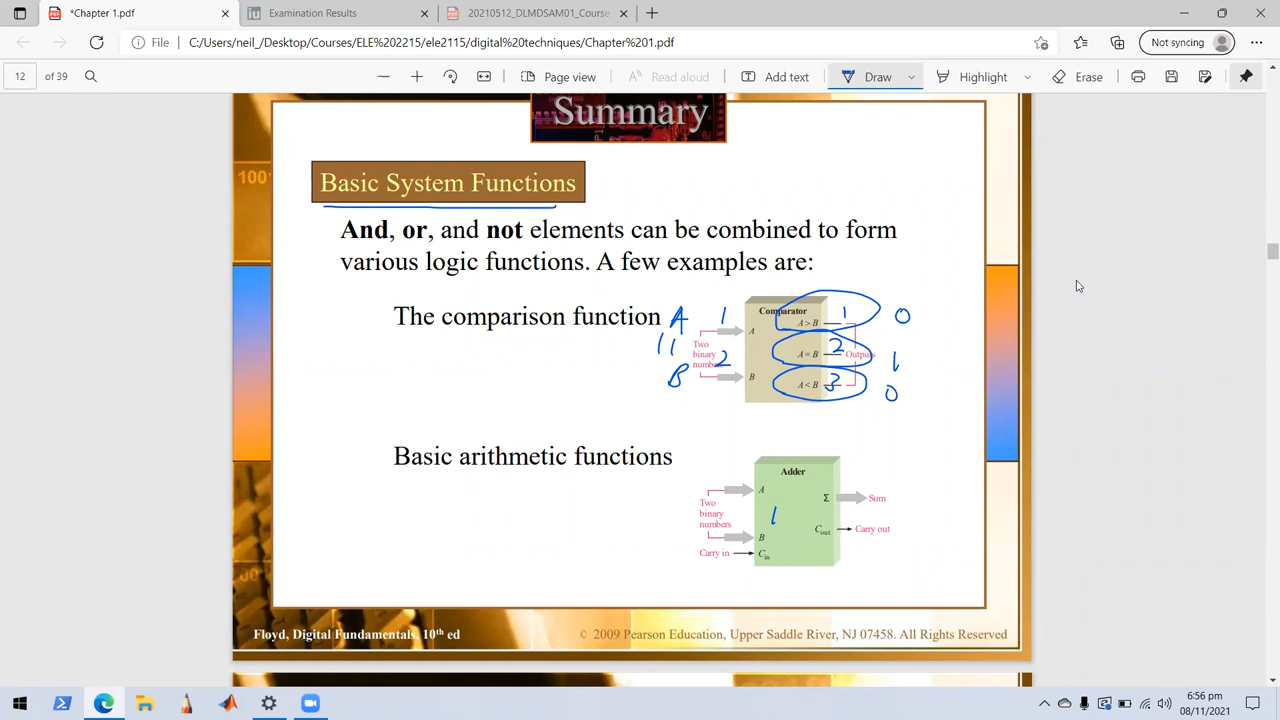 *Chapter 1.pdf
Examination Results
20210512_DLMDSAM01_Course
File
C:/Users/neil_/Desktop/Courses/ELE%202215/ele2115/digital%20techniques/Chapter%201.pdf
Not syncing
12 of 39
Page view
Read aloud
Add text
Draw
Highlight
Erase
Summary
1001
Basic System Functions
And, or, and not elements can be combined to form
various logic functions. A few examples are:
The comparison function
A 1
11
B 2
Two
binary
numbers
Comparator
A
B
A > B
A = B
A < B
Outputs
1 0
2 1
3 0
Basic arithmetic functions
Adder
Two
binary
numbers
A
B
1
Carry in
Cin
Σ
Sum
Cout
Carry out
Floyd, Digital Fundamentals, 10th ed
© 2009 Pearson Education, Upper Saddle River, NJ 07458. All Rights Reserved
6:56 pm
08/11/2021